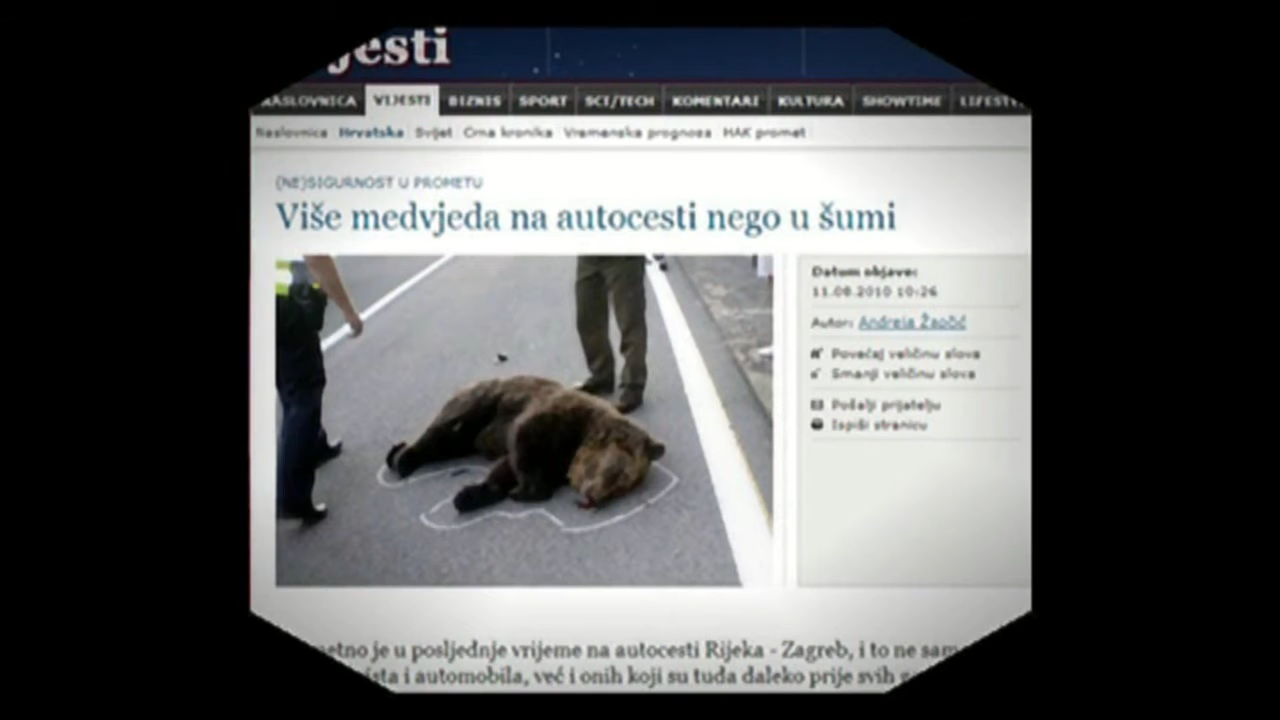 jesti
NASLOVNICA VIJESTI BIZNIS SPORT SCI/TECH KOMENTARI KULTURA SHOWTIME
Naslovnica Hrvatska Svijet Crna kronika Vremenska prognoza HAK promet
(NE)SIGURNOST U PROMETU
Više medvjeda na autocesti nego u šumi
Datum objave:
11.08.2010 10:26
Autor: Andreja Žapčić
Povećaj veličinu slova
Smanji veličinu slova
Pošalji prijatelju
Ispiši stranicu
je u posljednje vrijeme na autocesti Rijeka - Zagreb, i to ne
i automobila, već i onih koji su tuda daleko prije svih